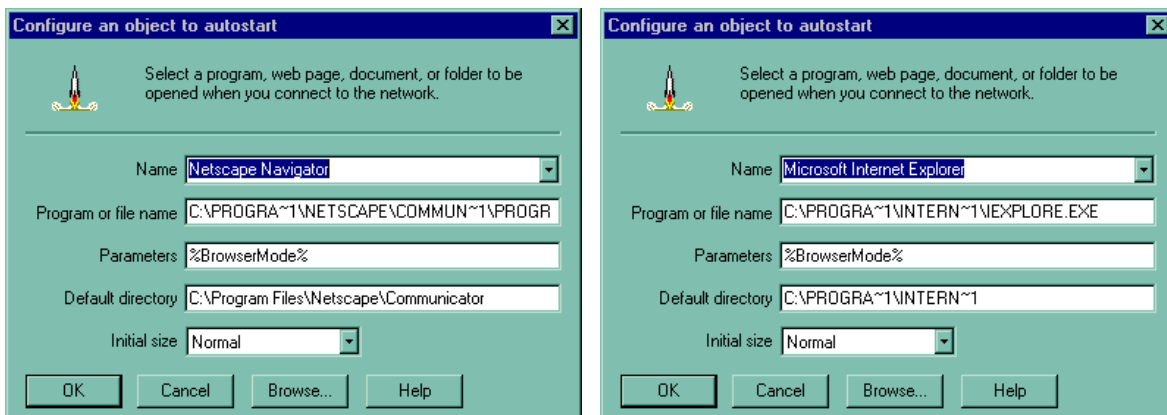 Configure an object to autostart
Select a program, web page, document, or folder to be
opened when you connect to the network.
Name Netscape Navigator
Program or file name C:\PROGRA~1\NETSCAPE\COMMUN~1\PROGR
Parameters %BrowserMode%
Default directory C:\Program Files\Netscape\Communicator
Initial size Normal
OK Cancel Browse... Help
Configure an object to autostart
Select a program, web page, document, or folder to be
opened when you connect to the network.
Name Microsoft Internet Explorer
Program or file name C:\PROGRA~1\INTERN~1\IEXPLORE.EXE
Parameters %BrowserMode%
Default directory C:\PROGRA~1\INTERN~1
Initial size Normal
OK Cancel Browse... Help